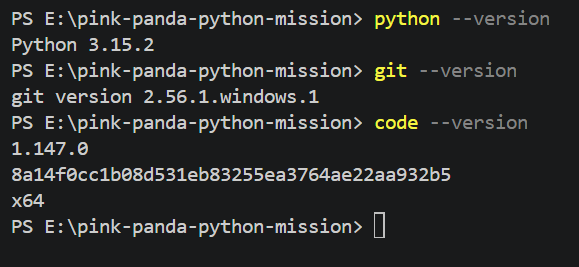 PS E:\pink-panda-python-mission> python --version
Python 3.15.2
PS E:\pink-panda-python-mission> git --version
git version 2.56.1.windows.1
PS E:\pink-panda-python-mission> code --version
1.147.0
8a14f0cc1b08d531eb83255ea3764ae22aa932b5
x64
PS E:\pink-panda-python-mission>